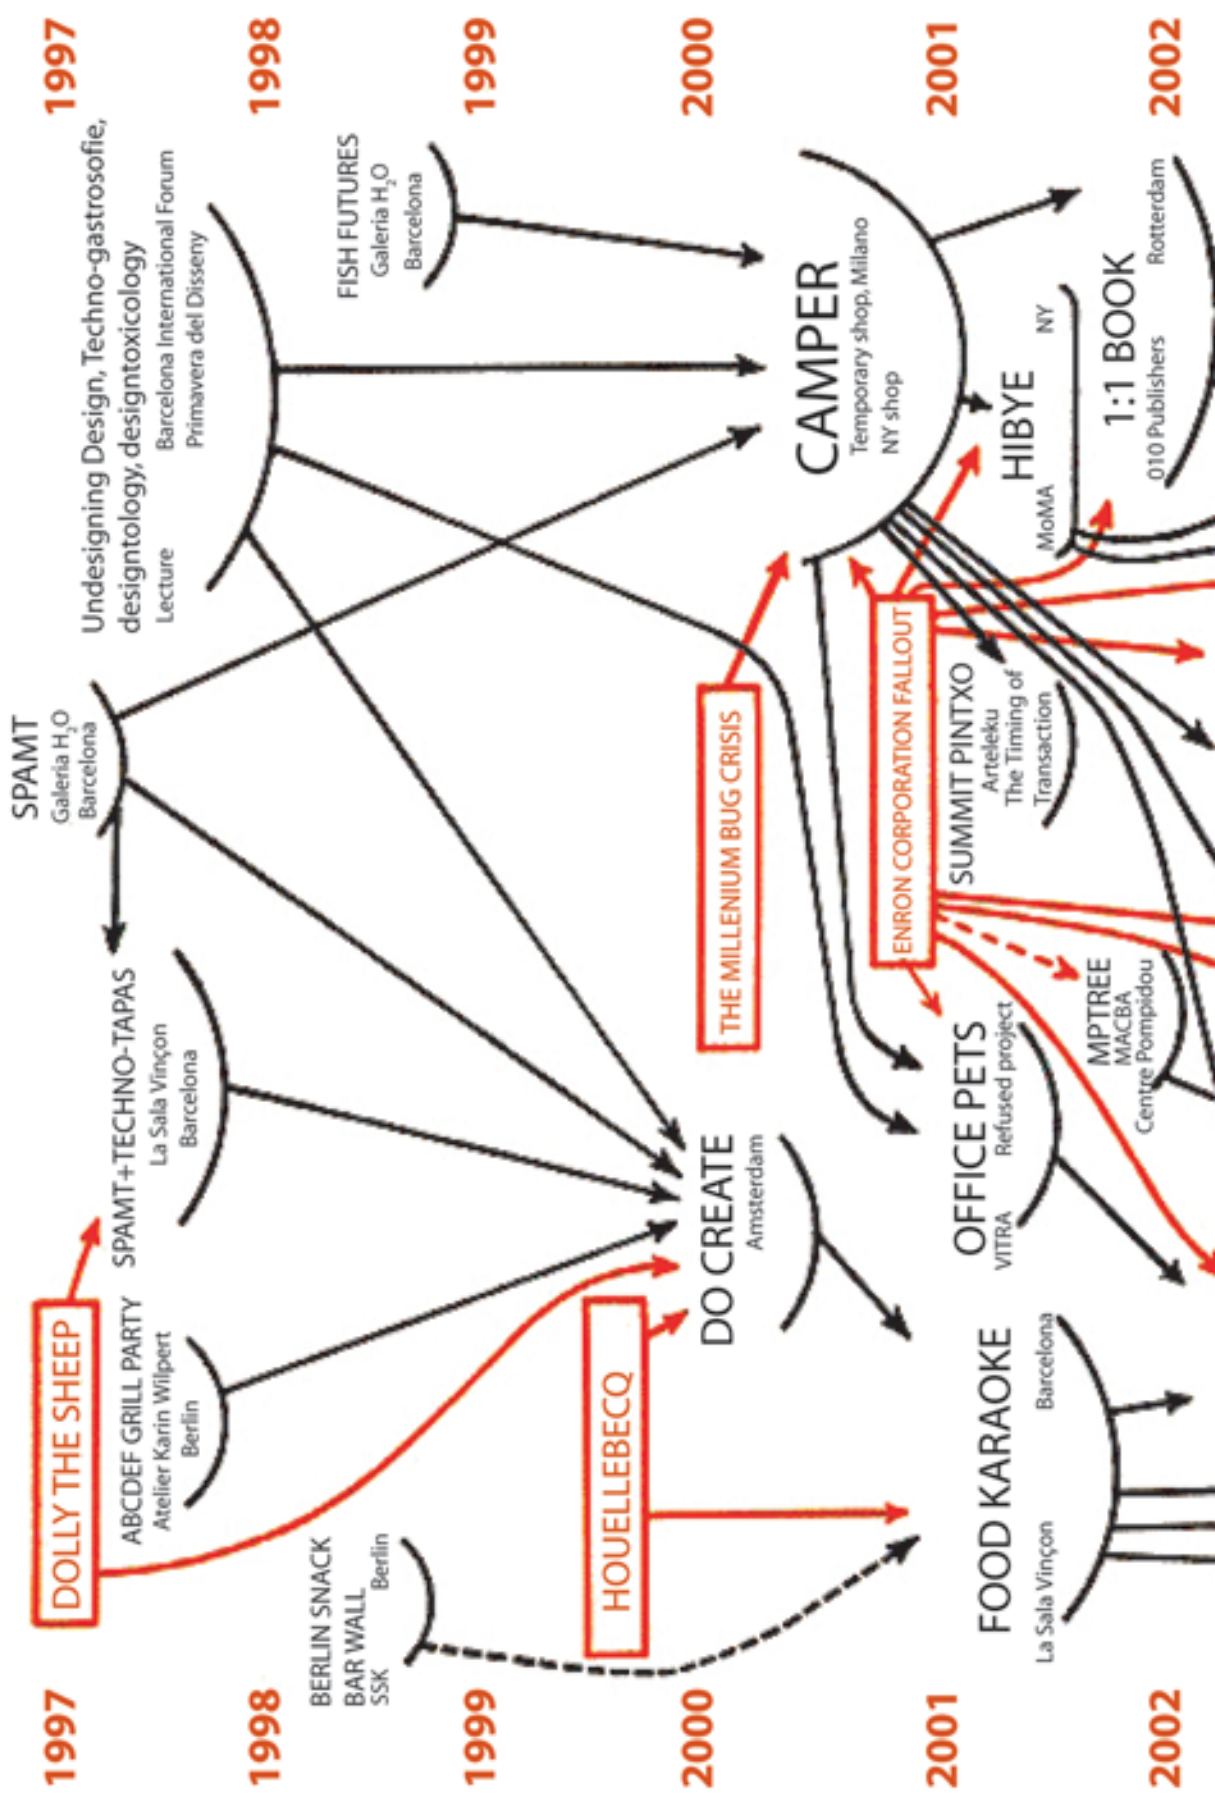 1997
1998
1999
2000
2001
2002
SPAMT
Galeria H2O
Barcelona
Undesigning Design, Techno-gastrosofie,
designtology, designtoxicology
Lecture
Barcelona International Forum
Primavera del Disseny
DOLLY THE SHEEP
ABCDEF GRILL PARTY
Atelier Karin Wilpert
Berlin
SPAMT+TECHNO-TAPAS
La Sala Vinçon
Barcelona
BERLIN SNACK
BAR WALL
SSK
Berlin
FISH FUTURES
Galeria H2O
Barcelona
HOUELLEBECQ
DO CREATE
Amsterdam
THE MILLENIUM BUG CRISIS
CAMPER
Temporary shop, Milano
NY shop
ENRON CORPORATION FALLOUT
FOOD KARAOKE
La Sala Vinçon
Barcelona
OFFICE PETS
VITRA
Refused project
SUMMIT PINTXO
Arteleku
The Timing of
Transaction
HIBYE
MoMA
NY
MPTREE
MACBA
Centre Pompidou
1:1 BOOK
010 Publishers
Rotterdam
1997
1998
1999
2000
2001
2002